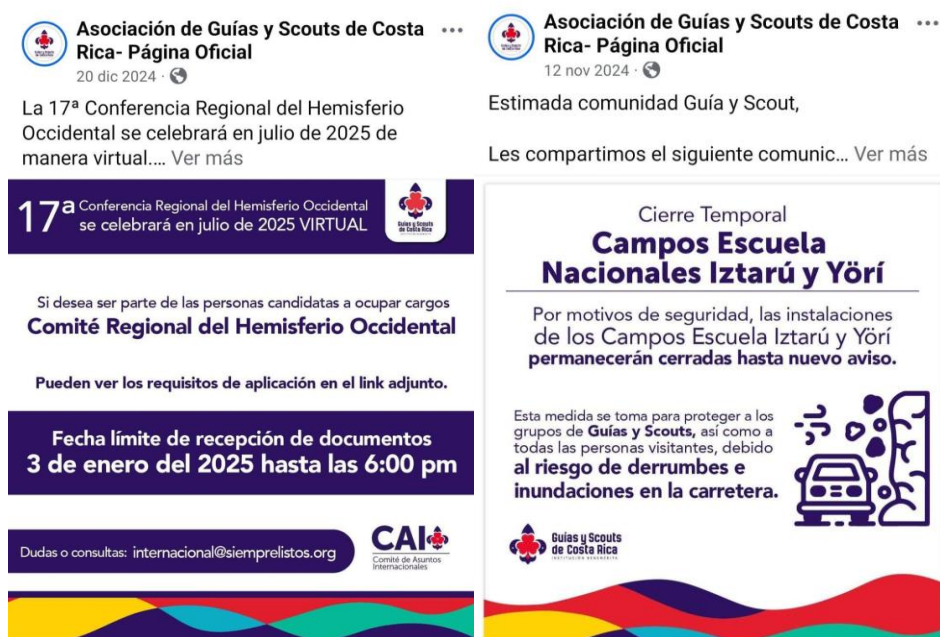 Asociación de Guías y Scouts de Costa
Rica- Página Oficial
20 dic 2024 ·
La 17ª Conferencia Regional del Hemisferio
Occidental se celebrará en julio de 2025 de
manera virtual.... Ver más
17ª Conferencia Regional del Hemisferio Occidental
se celebrará en julio de 2025 VIRTUAL
Guías y Scouts
de Costa Rica
Si desea ser parte de las personas candidatas a ocupar cargos
Comité Regional del Hemisferio Occidental
Pueden ver los requisitos de aplicación en el link adjunto.
Fecha límite de recepción de documentos
3 de enero del 2025 hasta las 6:00 pm
Dudas o consultas: internacional@siemprelistos.org
CAI
Comité de Asuntos
Internacionales
Asociación de Guías y Scouts de Costa
Rica- Página Oficial
12 nov 2024 ·
Estimada comunidad Guía y Scout,
Les compartimos el siguiente comunic... Ver más
Cierre Temporal
Campos Escuela
Nacionales Iztarú y Yörí
Por motivos de seguridad, las instalaciones
de los Campos Escuela Iztarú y Yörí
permanecerán cerradas hasta nuevo aviso.
Esta medida se toma para proteger a los
grupos de Guías y Scouts, así como a
todas las personas visitantes, debido
al riesgo de derrumbes e
inundaciones en la carretera.
Guías y Scouts
de Costa Rica